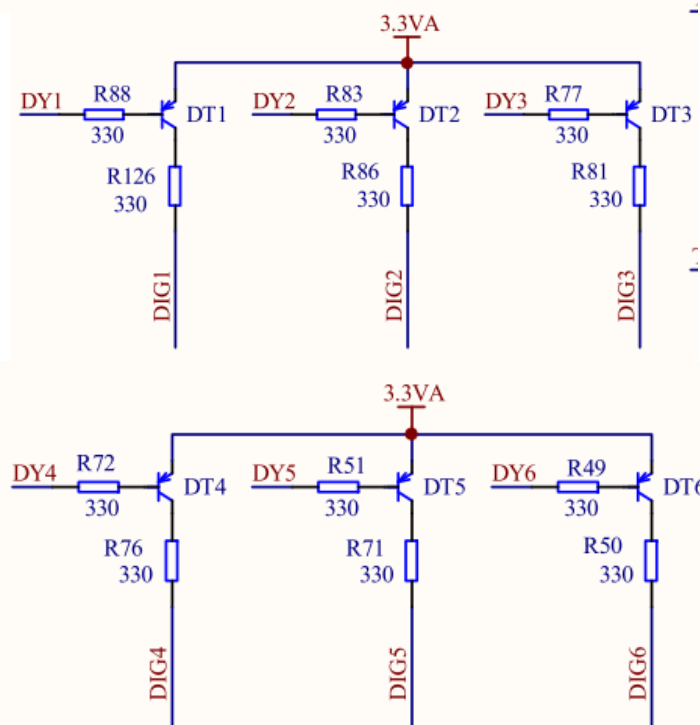 3.3VA
R88
R83
R77
DY1
DY2
DY3
DT1
DT2
DT3
330
330
330
R126
R86
R81
330
330
330
DIG1
DIG2
DIG3
3.3VA
R72
R51
R49
DY4
DY5
DY6
DT4
DT5
DT6
330
330
330
R76
R71
R50
330
330
330
DIG4
DIG5
DIG6